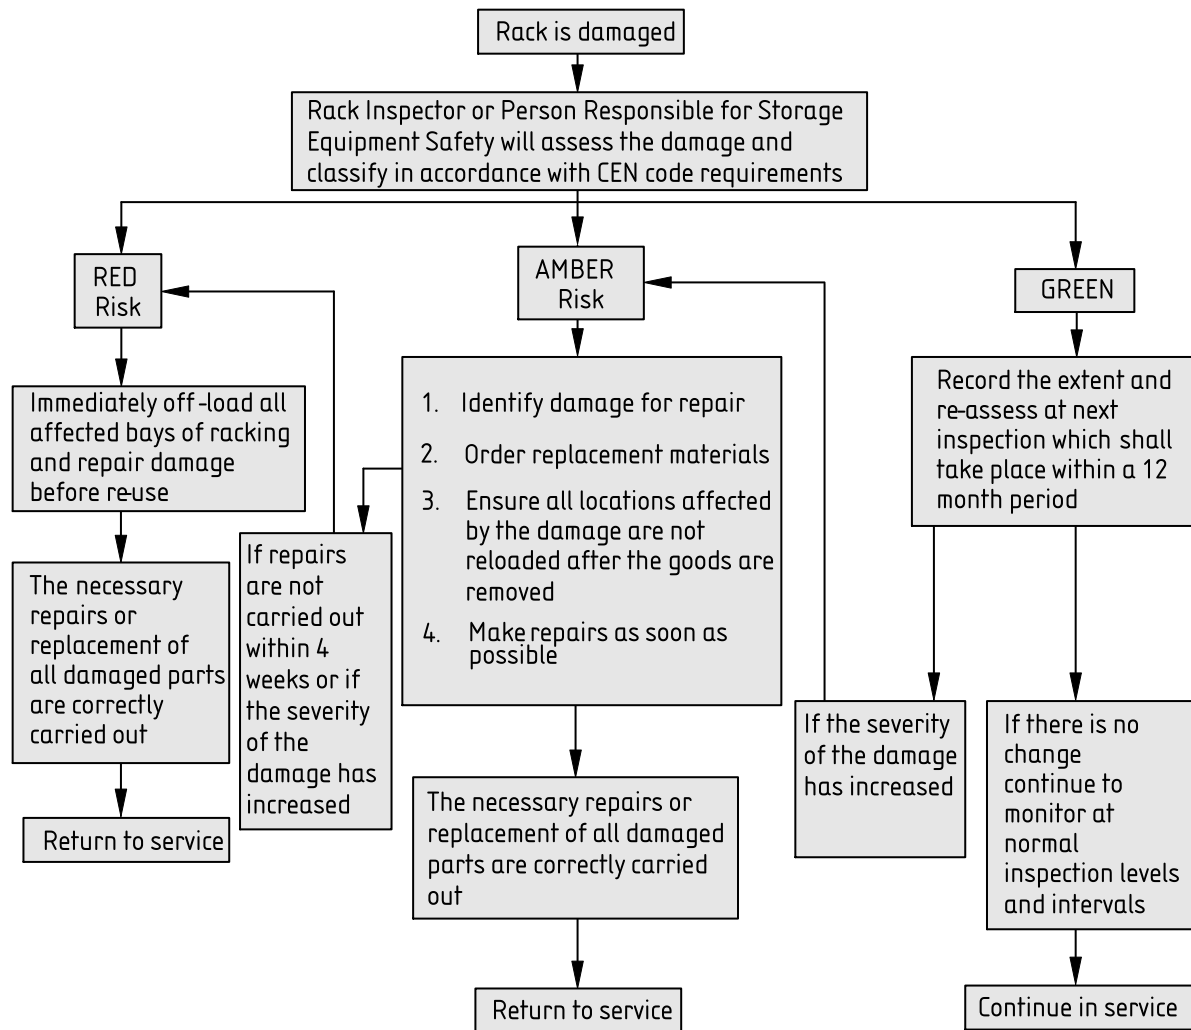 Rack is damaged
Rack Inspector or Person Responsible for Storage
Equipment Safety will assess the damage and
classify in accordance with CEN code requirements
RED
Risk
Immediately off-load all
affected bays of racking
and repair damage
before re-use
The necessary
repairs or
replacement of
all damaged parts
are correctly
carried out
Return to service
If repairs
are not
carried out
within 4
weeks or if
the severity
of the
damage has
increased
AMBER
Risk
1. Identify damage for repair
2. Order replacement materials
3. Ensure all locations affected
by the damage are not
reloaded after the goods are
removed
4. Make repairs as soon as
possible
The necessary repairs or
replacement of all damaged
parts are correctly carried
out
Return to service
GREEN
Record the extent and
re-assess at next
inspection which shall
take place within a 12
month period
If the severity
of the damage
has increased
If there is no
change
continue to
monitor at
normal
inspection levels
and intervals
Continue in service